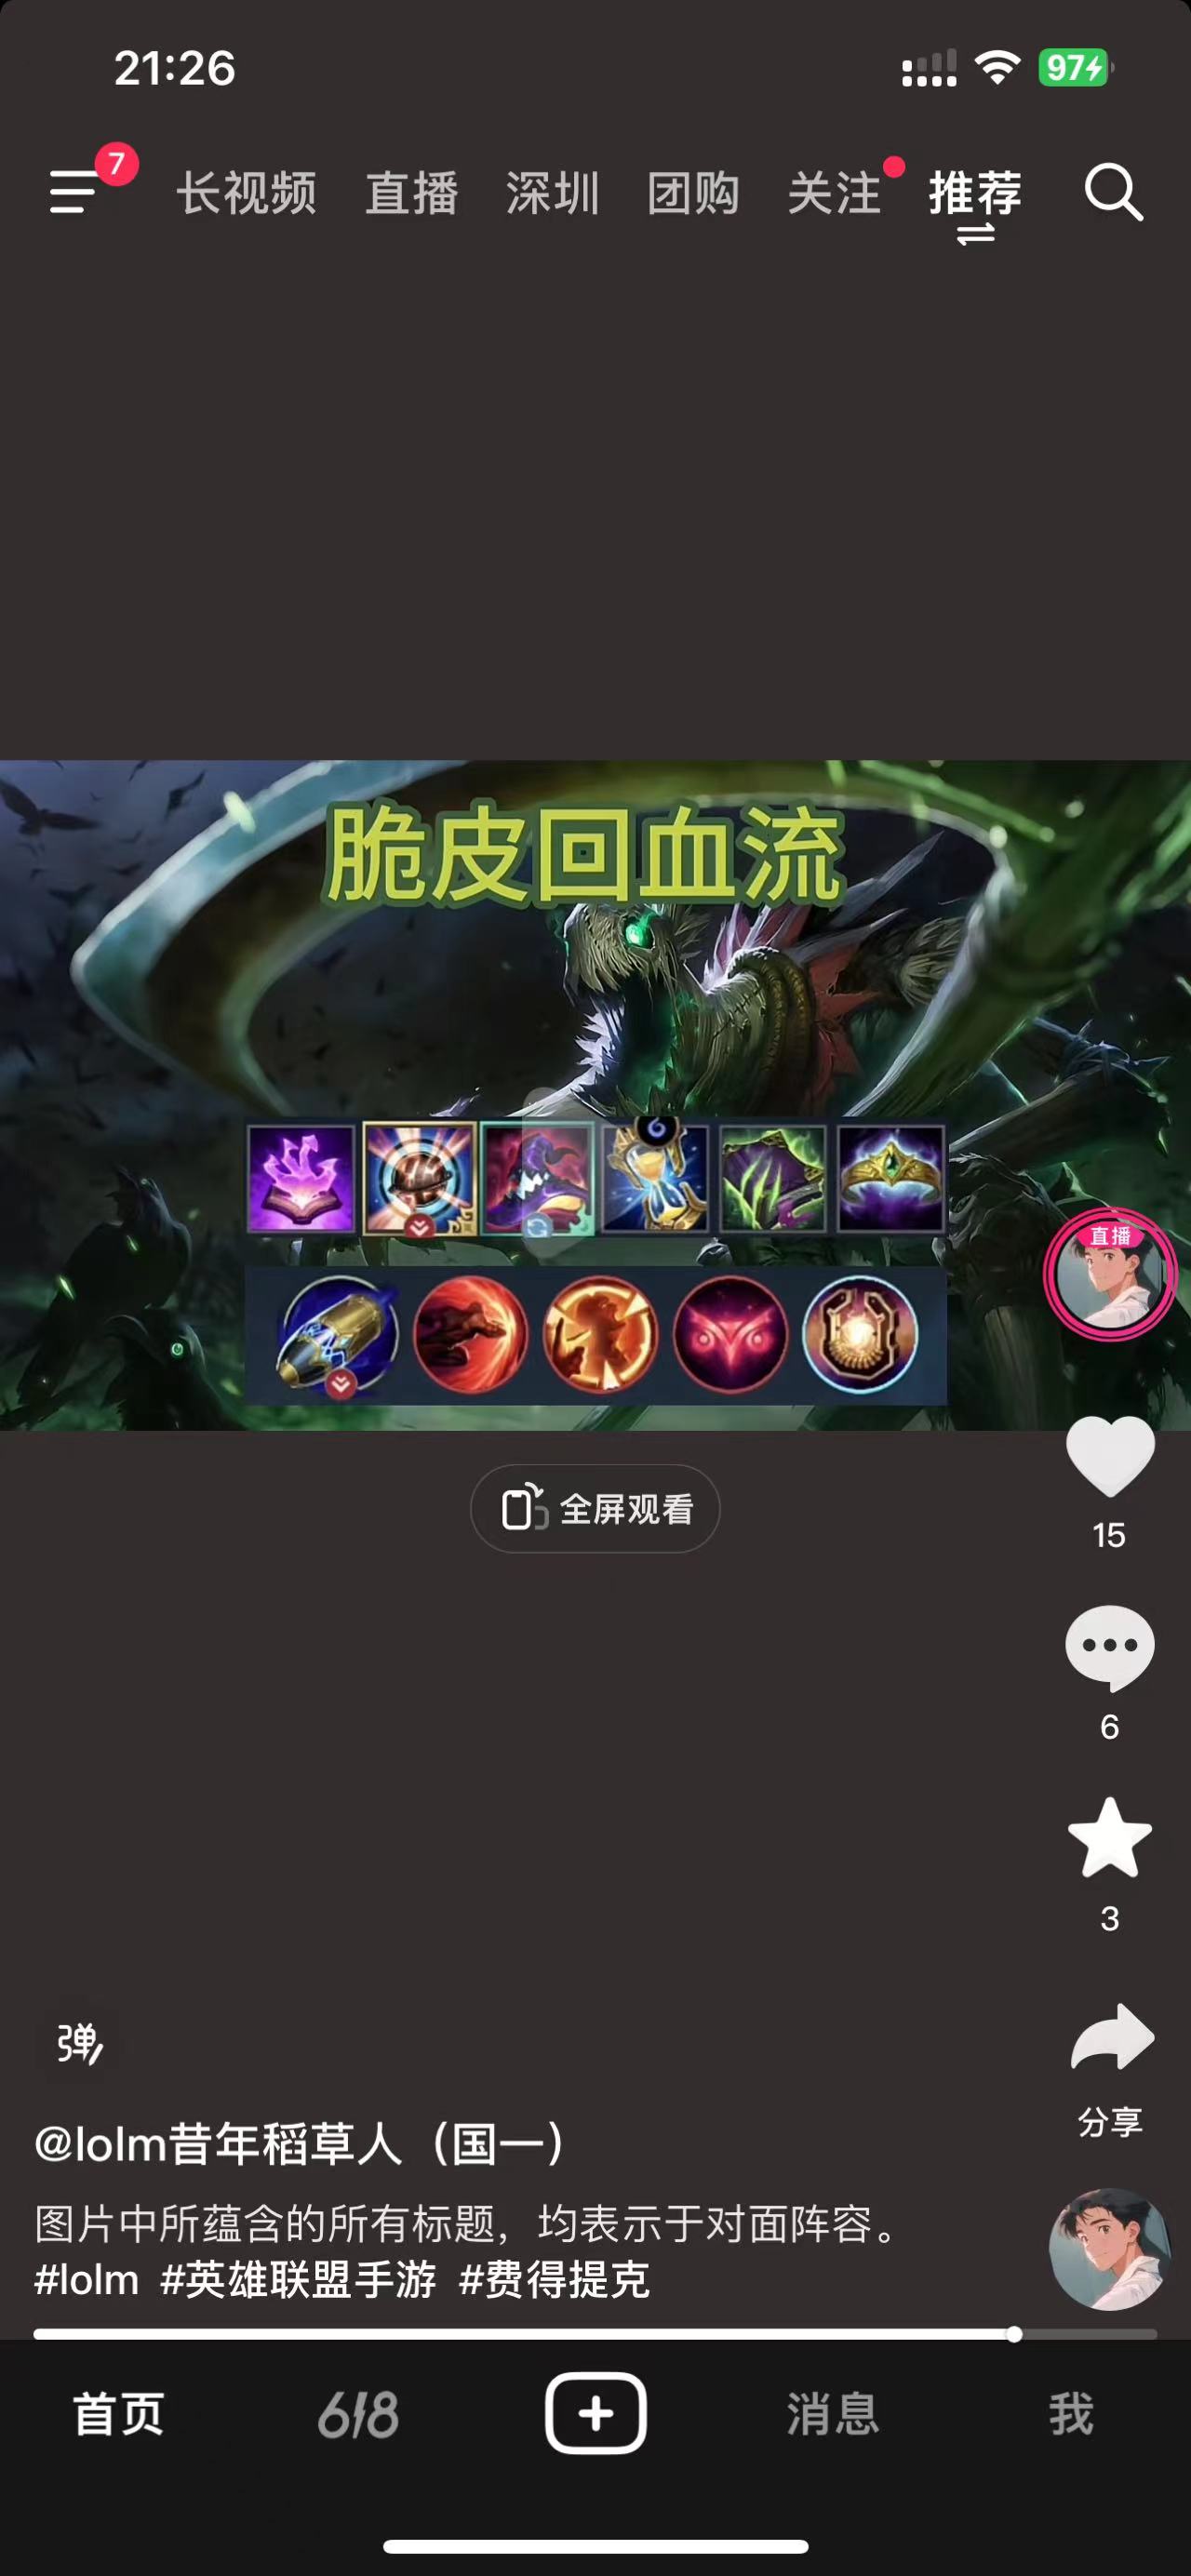 21:26
97
7
长视频 直播 深圳 团购 关注 推荐
脆皮回血流
6
直播
全屏观看
15
6
3
分享
弹
@lolm昔年稻草人（国一）
图片中所蕴含的所有标题，均表示于对面阵容。
#lolm #英雄联盟手游 #费得提克
首页 618 消息 我